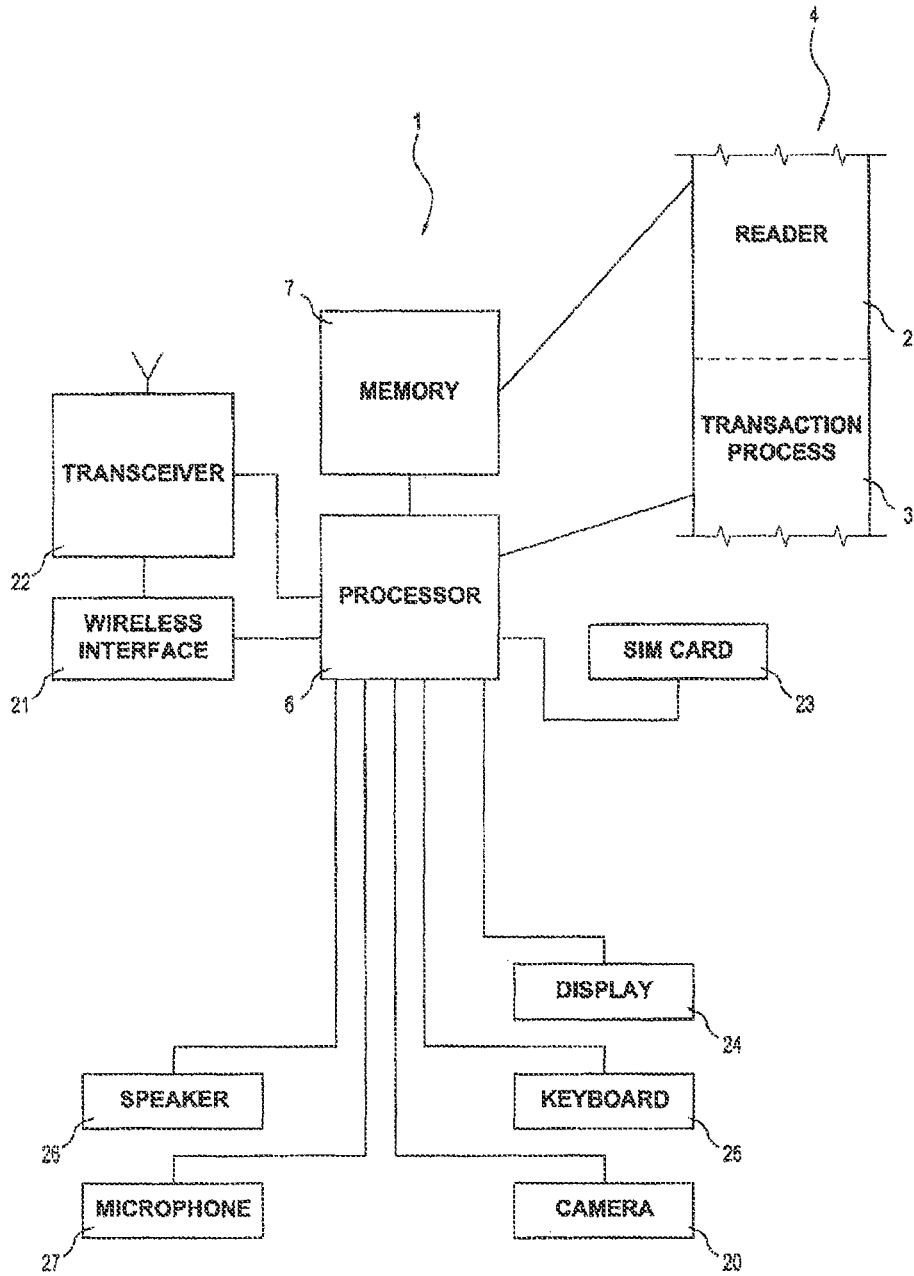 4
1
READER
7
2
MEMORY
TRANSACTION
PROCESS
TRANSCEIVER
3
22
PROCESSOR
WIRELESS
INTERFACE
SIM CARD
21
6
23
DISPLAY
24
SPEAKER
KEYBOARD
26
25
MICROPHONE
CAMERA
27
20